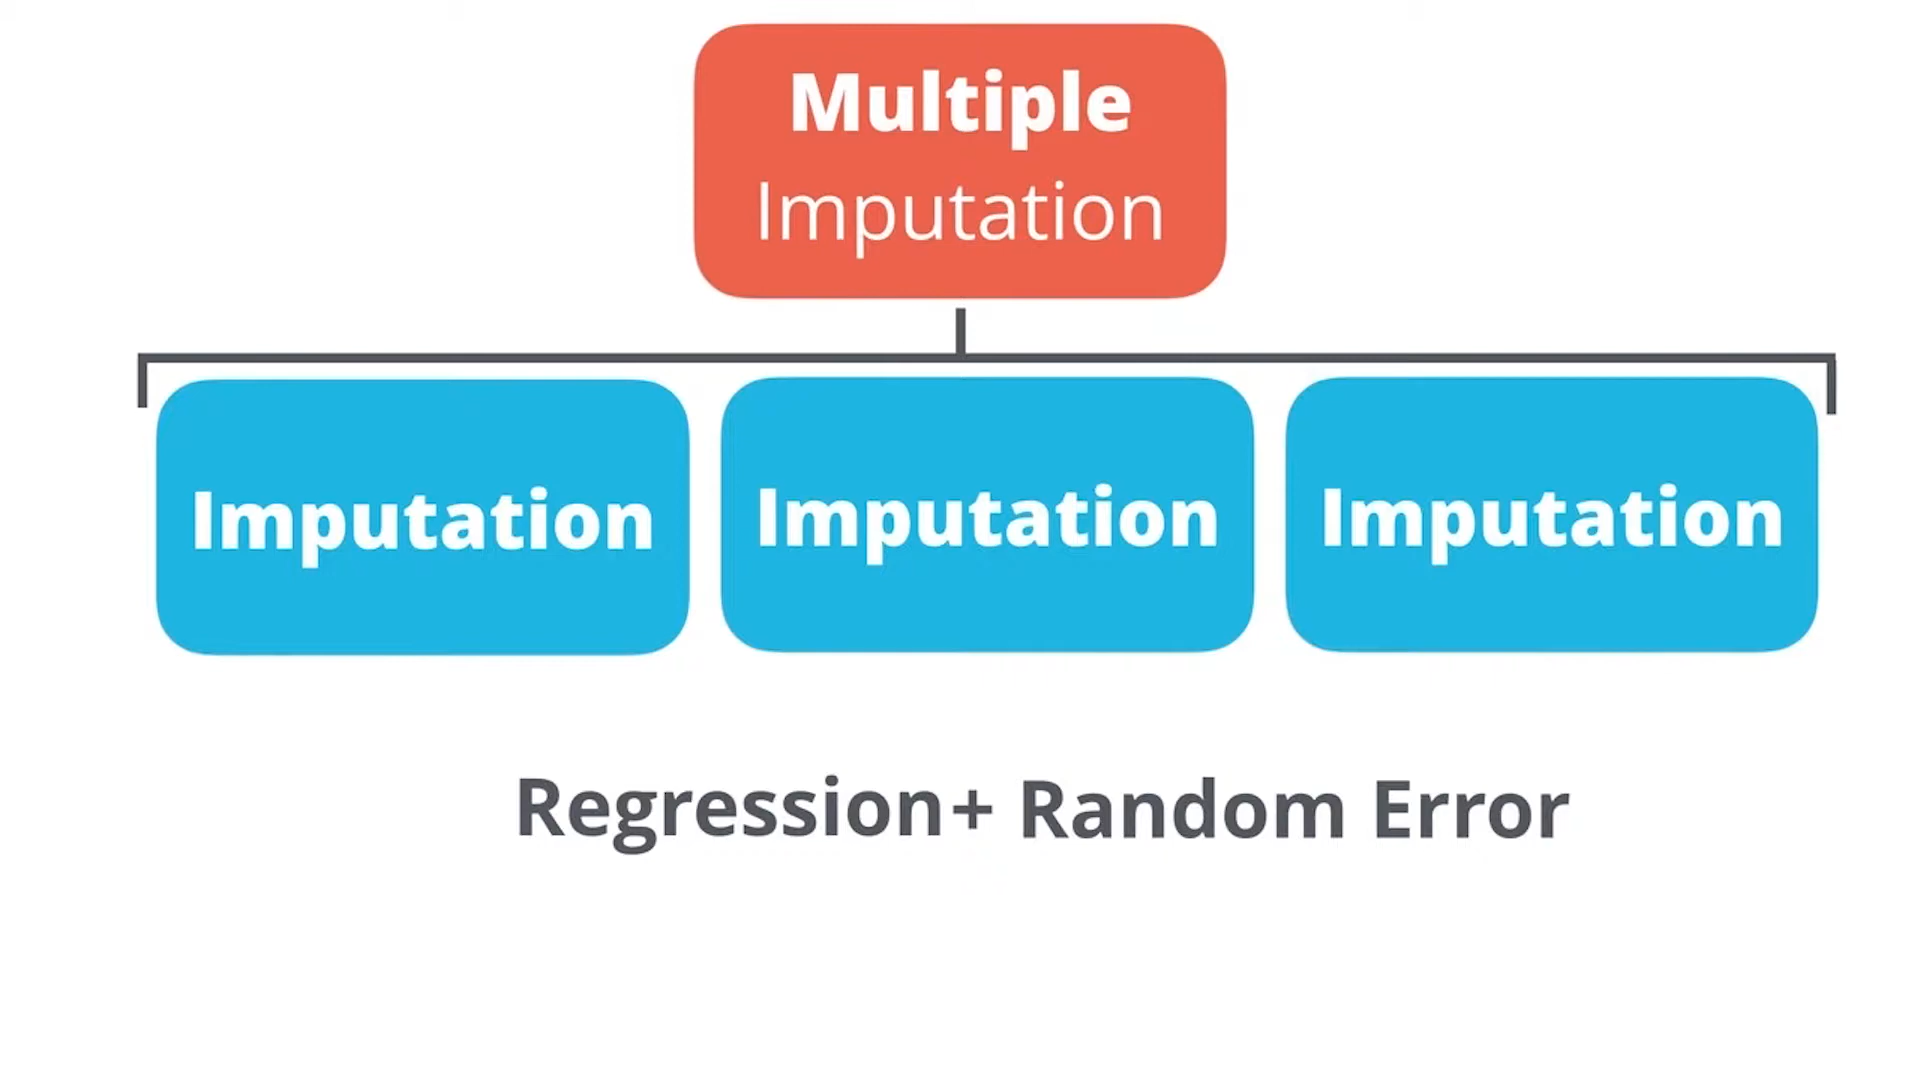 Multiple
Imputation
Imputation
Imputation
Imputation
Regression+ Random Error